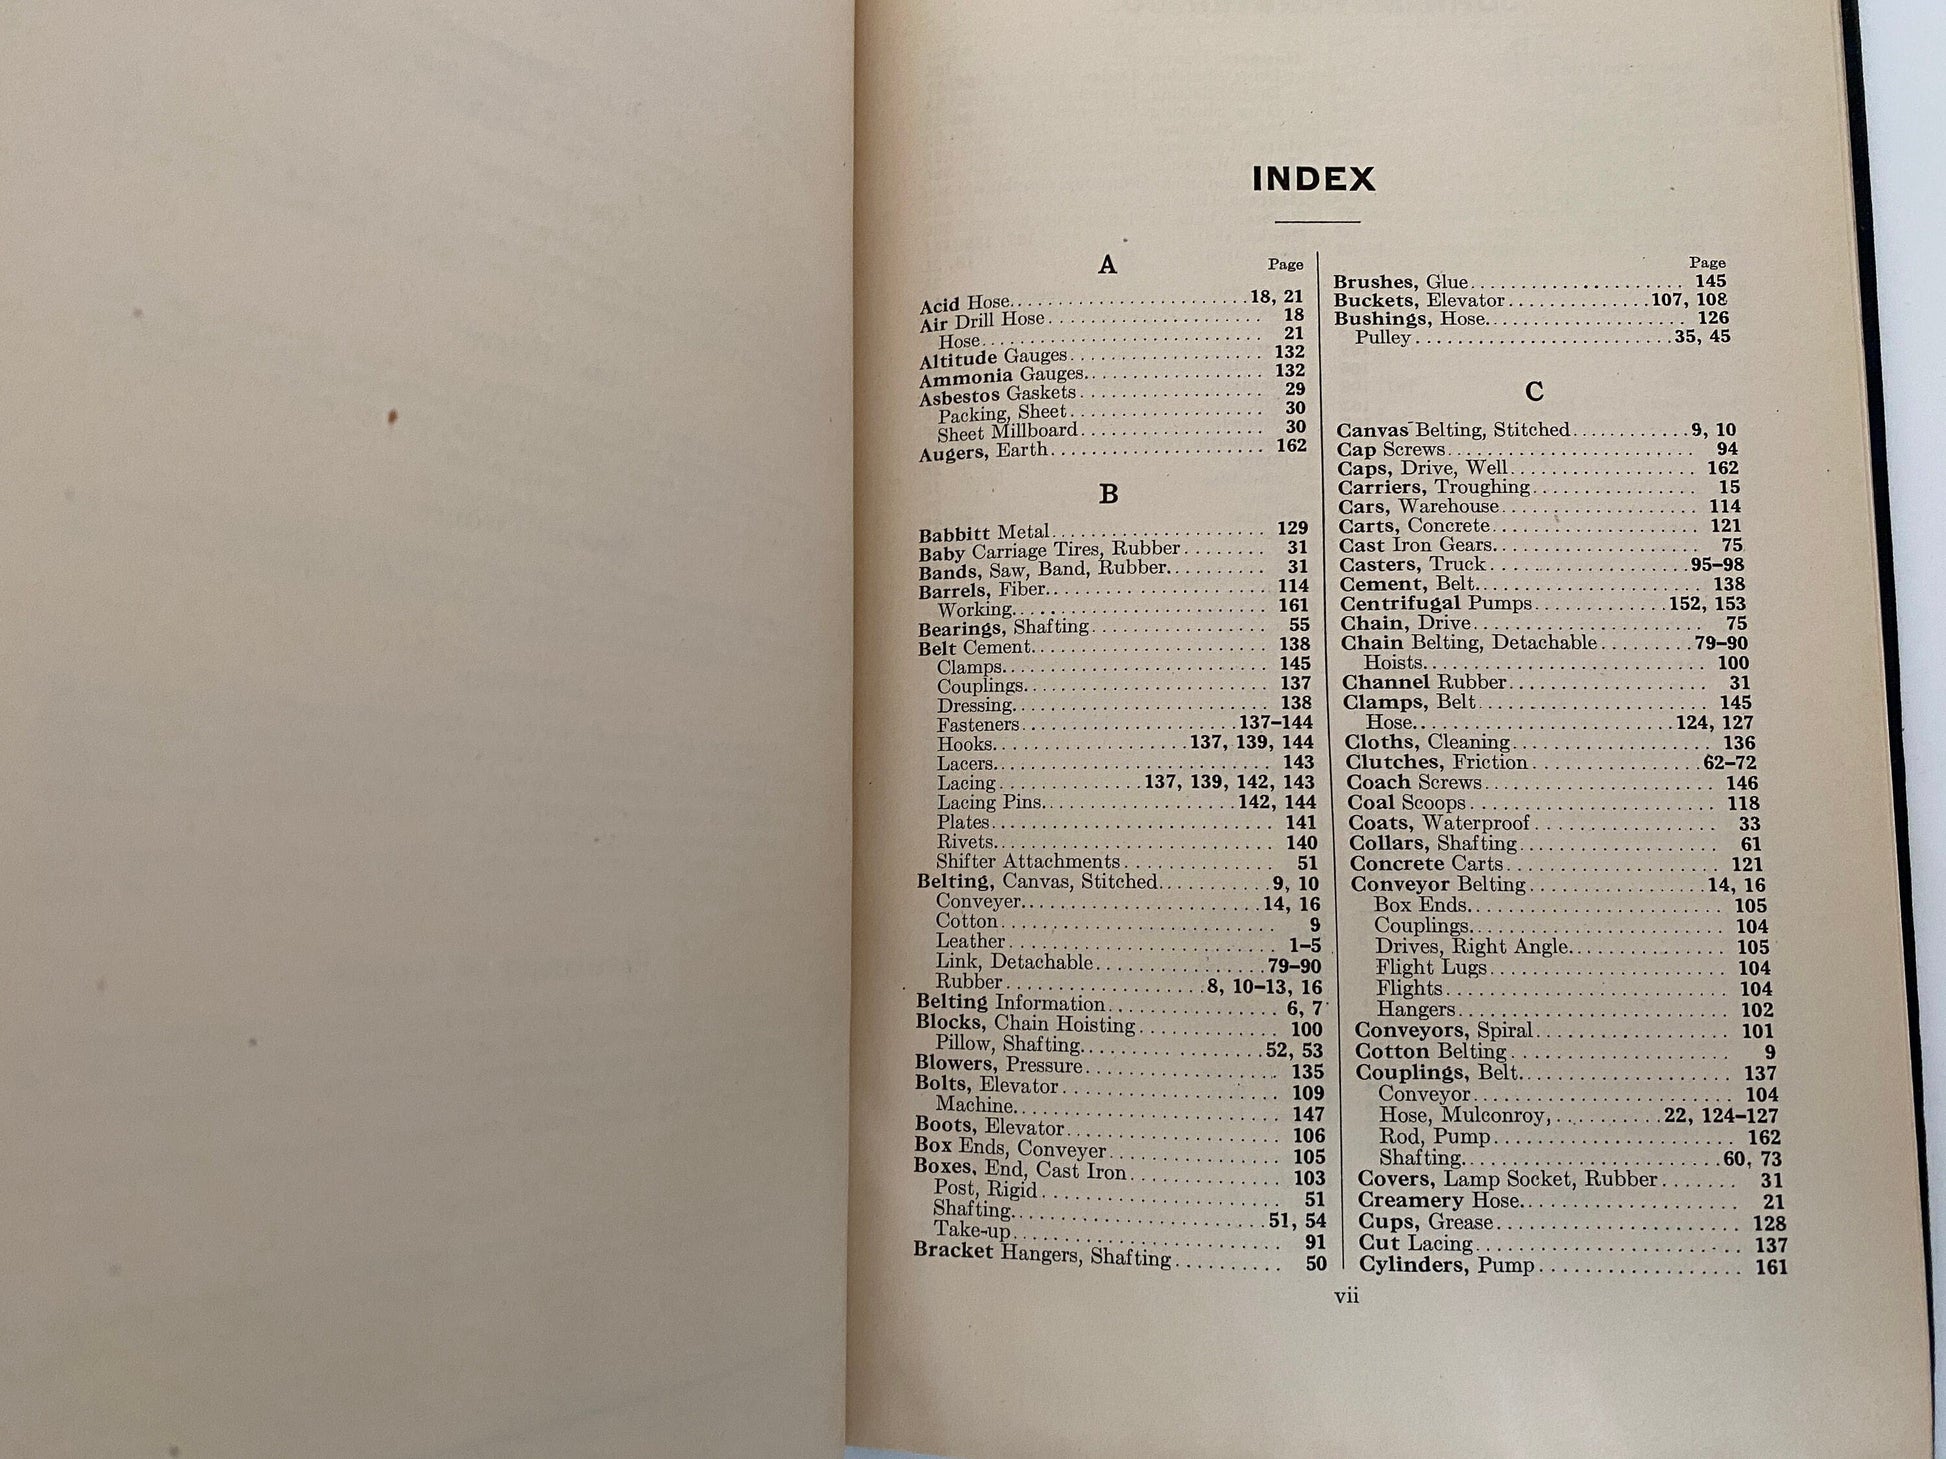 INDEX
A
Page
Acid Hose........................18, 21
Air Drill Hose..................... 18
Hose........................... 21
Altitude Gauges................... 132
Ammonia Gauges.................. 132
Asbestos Gaskets.................. 29
Packing, Sheet................... 30
Sheet Millboard.................. 30
Augers, Earth..................... 162
B
Babbitt Metal..................... 129
Baby Carriage Tires, Rubber........ 31
Bands, Saw, Band, Rubber.......... 31
Barrels, Fiber..................... 114
Working........................ 161
Bearings, Shafting................. 55
Belt Cement....................... 138
Clamps......................... 145
Couplings....................... 137
Dressing........................ 138
Fasteners.....................137–144
Hooks...................137, 139, 144
Lacers.......................... 143
Lacing..............137, 139, 142, 143
Lacing Pins...................142, 144
Plates........................... 141
Rivets........................... 140
Shifter Attachments.............. 51
Belting, Canvas, Stitched...........9, 10
Conveyer.......................14, 16
Cotton.......................... 9
Leather......................... 1–5
Link, Detachable................79–90
Rubber...................8, 10–13, 16
Belting Information................ 6, 7
Blocks, Chain Hoisting............. 100
Pillow, Shafting.................52, 53
Blowers, Pressure.................. 135
Bolts, Elevator.................... 109
Machine........................ 147
Boots, Elevator.................... 106
Box Ends, Conveyer................ 105
Boxes, End, Cast Iron.............. 103
Post, Rigid...................... 51
Shafting........................51, 54
Take-up........................ 91
Bracket Hangers, Shafting.......... 50
Page
Brushes, Glue..................... 145
Buckets, Elevator..............107, 108
Bushings, Hose.................... 126
Pulley..........................35, 45
C
Canvas Belting, Stitched............9, 10
Cap Screws........................ 94
Caps, Drive, Well.................. 162
Carriers, Troughing................ 15
Cars, Warehouse................... 114
Carts, Concrete.................... 121
Cast Iron Gears.................... 75
Casters, Truck....................95–98
Cement, Belt...................... 138
Centrifugal Pumps.............152, 153
Chain, Drive...................... 75
Chain Belting, Detachable.........79–90
Hoists.......................... 100
Channel Rubber................... 31
Clamps, Belt...................... 145
Hose.........................124, 127
Cloths, Cleaning................... 136
Clutches, Friction.................62–72
Coach Screws...................... 146
Coal Scoops....................... 118
Coats, Waterproof................. 33
Collars, Shafting................... 61
Concrete Carts.................... 121
Conveyor Belting.................14, 16
Box Ends....................... 105
Couplings....................... 104
Drives, Right Angle.............. 105
Flight Lugs...................... 104
Flights.......................... 104
Hangers......................... 102
Conveyors, Spiral.................. 101
Cotton Belting..................... 9
Couplings, Belt.................... 137
Conveyor........................ 104
Hose, Mulconroy,...........22, 124–127
Rod, Pump...................... 162
Shafting........................60, 73
Covers, Lamp Socket, Rubber....... 31
Creamery Hose.................... 21
Cups, Grease...................... 128
Cut Lacing........................ 137
Cylinders, Pump................... 161
vii